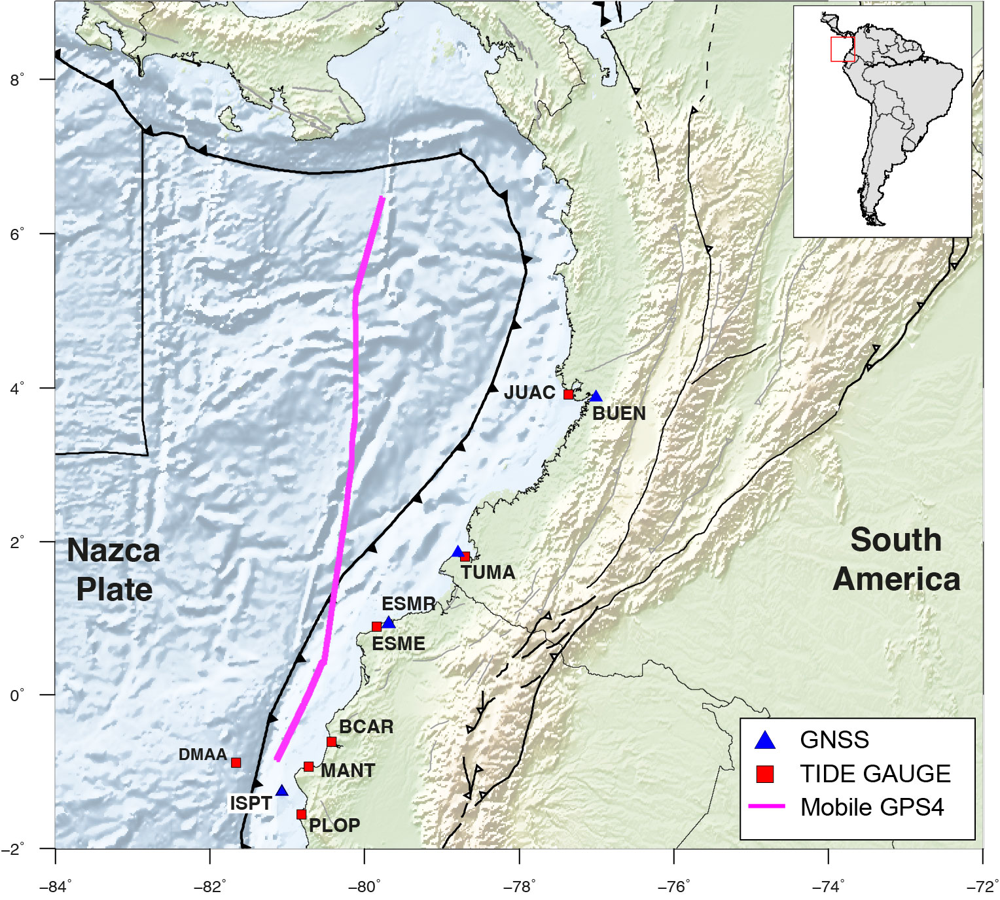 8°
6°
4°
2°
0°
−2°
JUAC
BUEN
Nazca
Plate
South
America
TUMA
ESMR
ESME
BCAR
DMAA
MANT
ISPT
PLOP
GNSS
TIDE GAUGE
Mobile GPS4
−84°
−82°
−80°
−78°
−76°
−74°
−72°